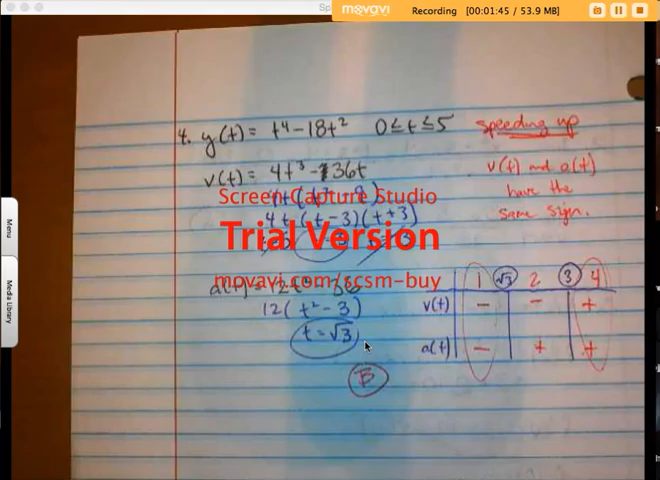 Sp
movavi Recording [00:01:45 / 53.9 MB]
4. y(t) = t⁴ - 18t² 0 ≤ t ≤ 5 speeding up
v(t) = 4t³ - 36t v(t) and a(t)
have the
same sign.
4t (t-3)(t+3)
Screen Capture Studio
Trial Version
movavi.com/scsm-buy
12(t² - 3)
t = √3
B
1 √3 2 3 4
v(t) - - +
a(t) - + +
Menu
Media Library